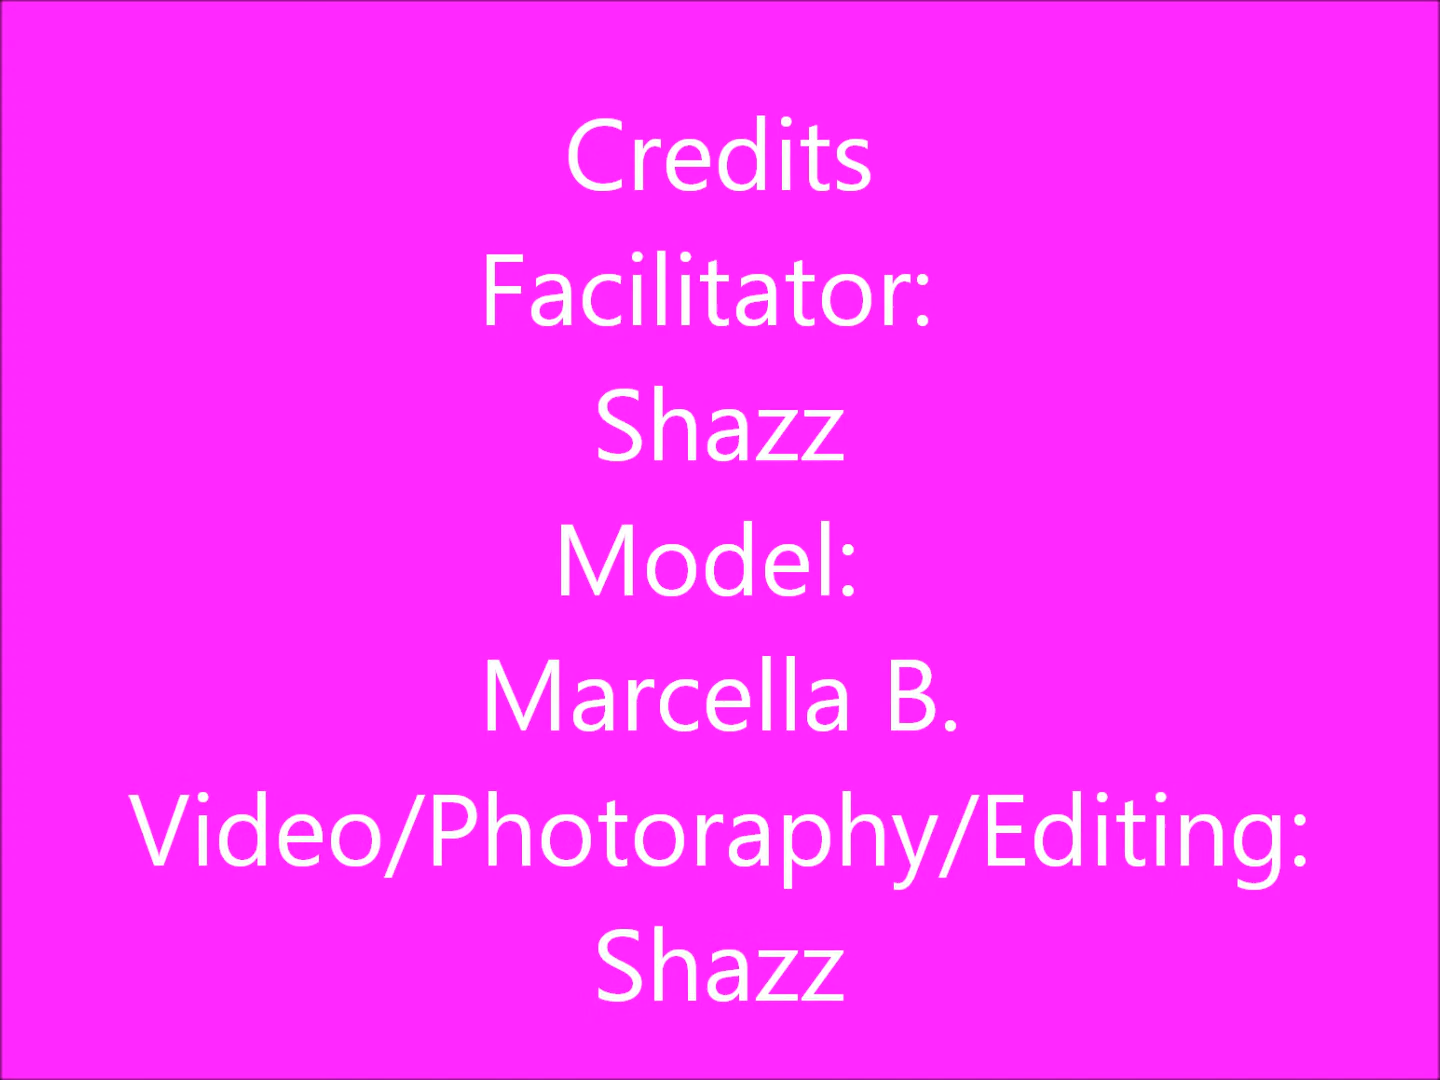 Credits
Facilitator:
Shazz
Model:
Marcella B.
Video/Photoraphy/Editing:
Shazz